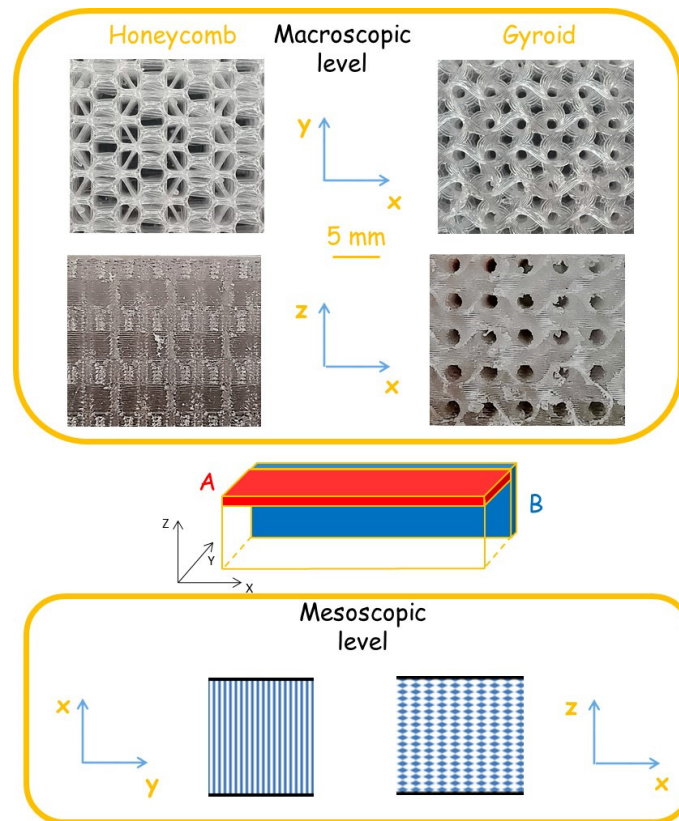 Honeycomb
Macroscopic
level
Gyroid
y
x
5 mm
z
x
A
B
Z
Y
X
Mesoscopic
level
x
y
z
x